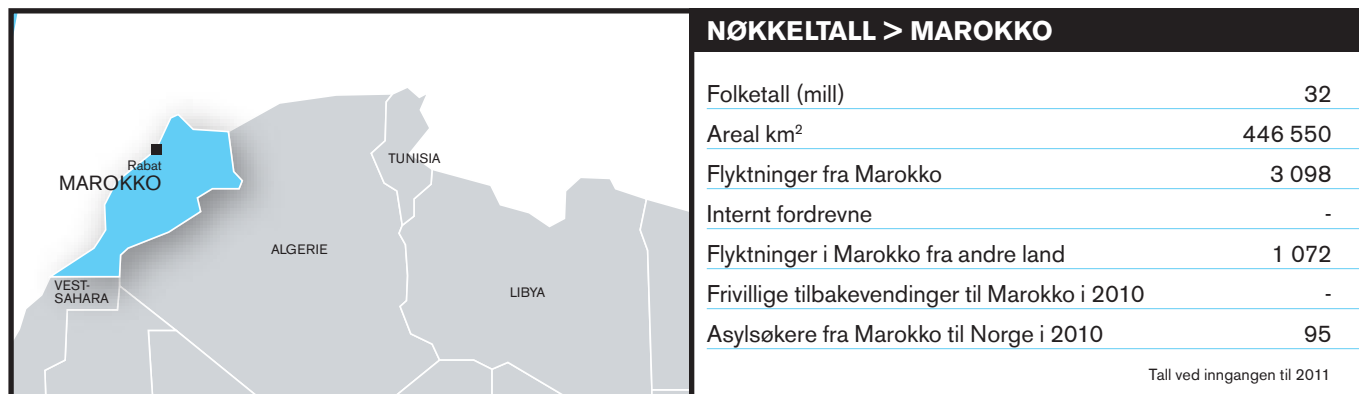 Rabat
MAROKKO
TUNISIA
ALGERIE
VEST-
SAHARA
LIBYA
NØKKELTALL > MAROKKO
Folketall (mill) 32
Areal km² 446 550
Flyktninger fra Marokko 3 098
Internt fordrevne -
Flyktninger i Marokko fra andre land 1 072
Frivillige tilbakevendinger til Marokko i 2010 -
Asylsøkere fra Marokko til Norge i 2010 95
Tall ved inngangen til 2011